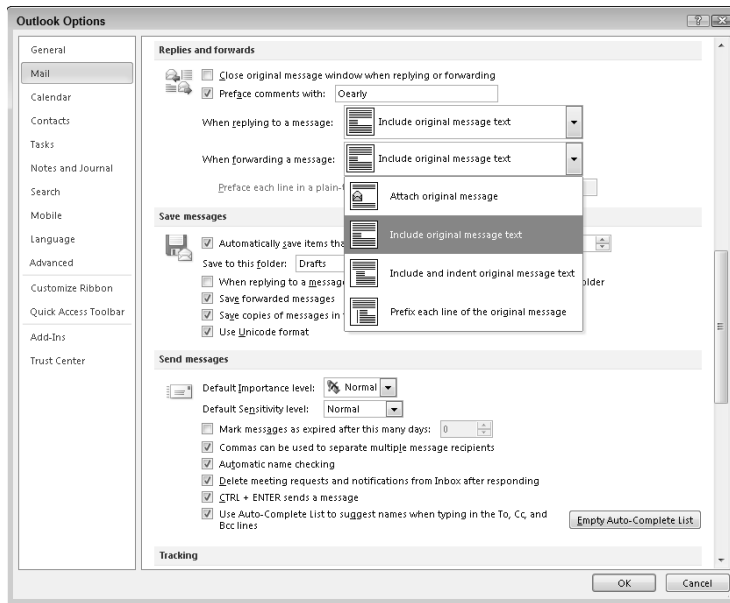 Outlook Options
General
Mail
Calendar
Contacts
Tasks
Notes and Journal
Search
Mobile
Language
Advanced
Customize Ribbon
Quick Access Toolbar
Add-Ins
Trust Center
Replies and forwards
Close original message window when replying or forwarding
Preface comments with: Oearly
When replying to a message: Include original message text
When forwarding a message: Include original message text
Preface each line in a plain-t
Attach original message
Include original message text
Include and indent original message text
Prefix each line of the original message
Save messages
Automatically save items tha
Save to this folder: Drafts
When replying to a messag older
Save forwarded messages
Save copies of messages in
Use Unicode format
Send messages
Default Importance level: Normal
Default Sensitivity level: Normal
Mark messages as expired after this many days: 0
Commas can be used to separate multiple message recipients
Automatic name checking
Delete meeting requests and notifications from Inbox after responding
CTRL + ENTER sends a message
Use Auto-Complete List to suggest names when typing in the To, Cc, and
Bcc lines
Empty Auto-Complete List
Tracking
OK Cancel